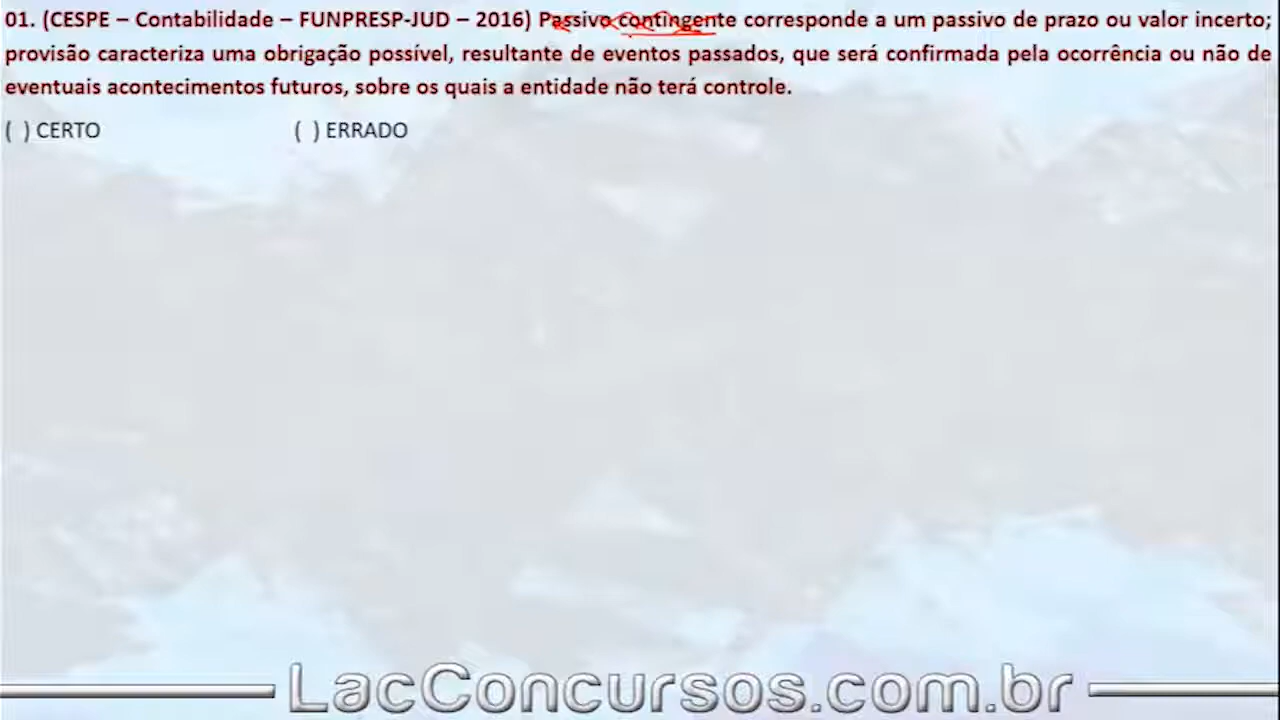 01. (CESPE – Contabilidade – FUNPRESP-JUD – 2016) Passivo contingente corresponde a um passivo de prazo ou valor incerto;
provisão caracteriza uma obrigação possível, resultante de eventos passados, que será confirmada pela ocorrência ou não de
eventuais acontecimentos futuros, sobre os quais a entidade não terá controle.
( ) CERTO ( ) ERRADO
LacConcursos.com.br